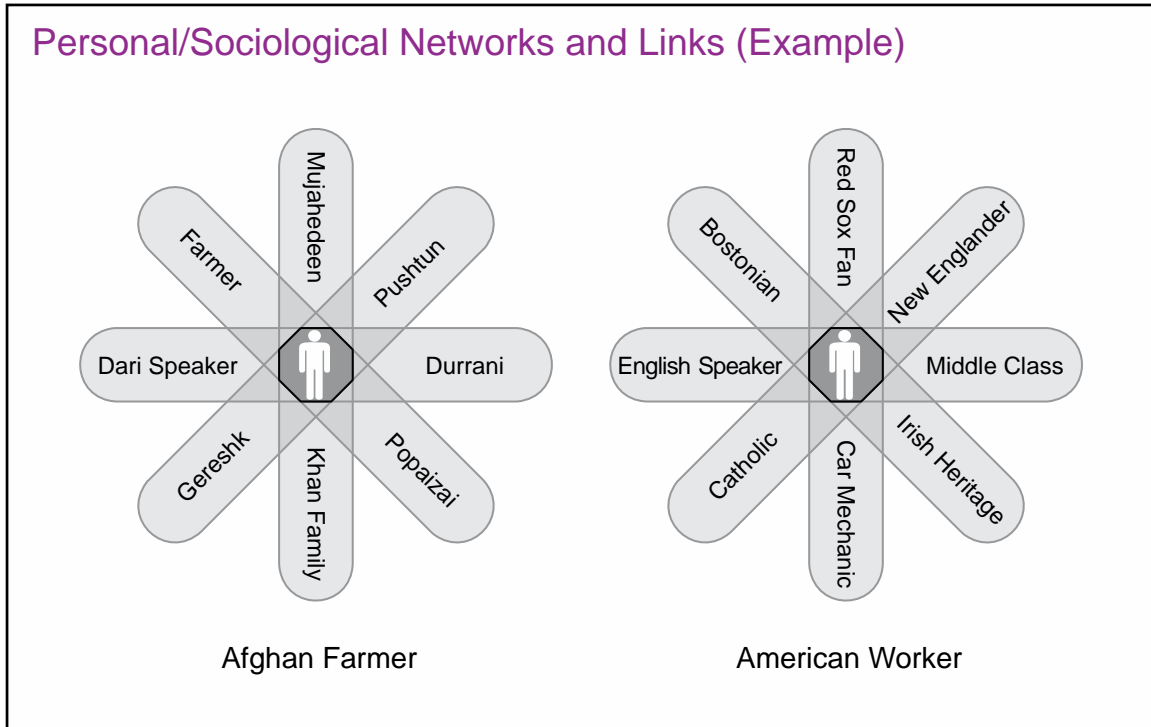 Personal/Sociological Networks and Links (Example)
Mujahedeen
Pushtun
Durrani
Popaizai
Khan Family
Gereshk
Dari Speaker
Farmer
Afghan Farmer
Red Sox Fan
New Englander
Middle Class
Irish Heritage
Car Mechanic
Catholic
English Speaker
Bostonian
American Worker